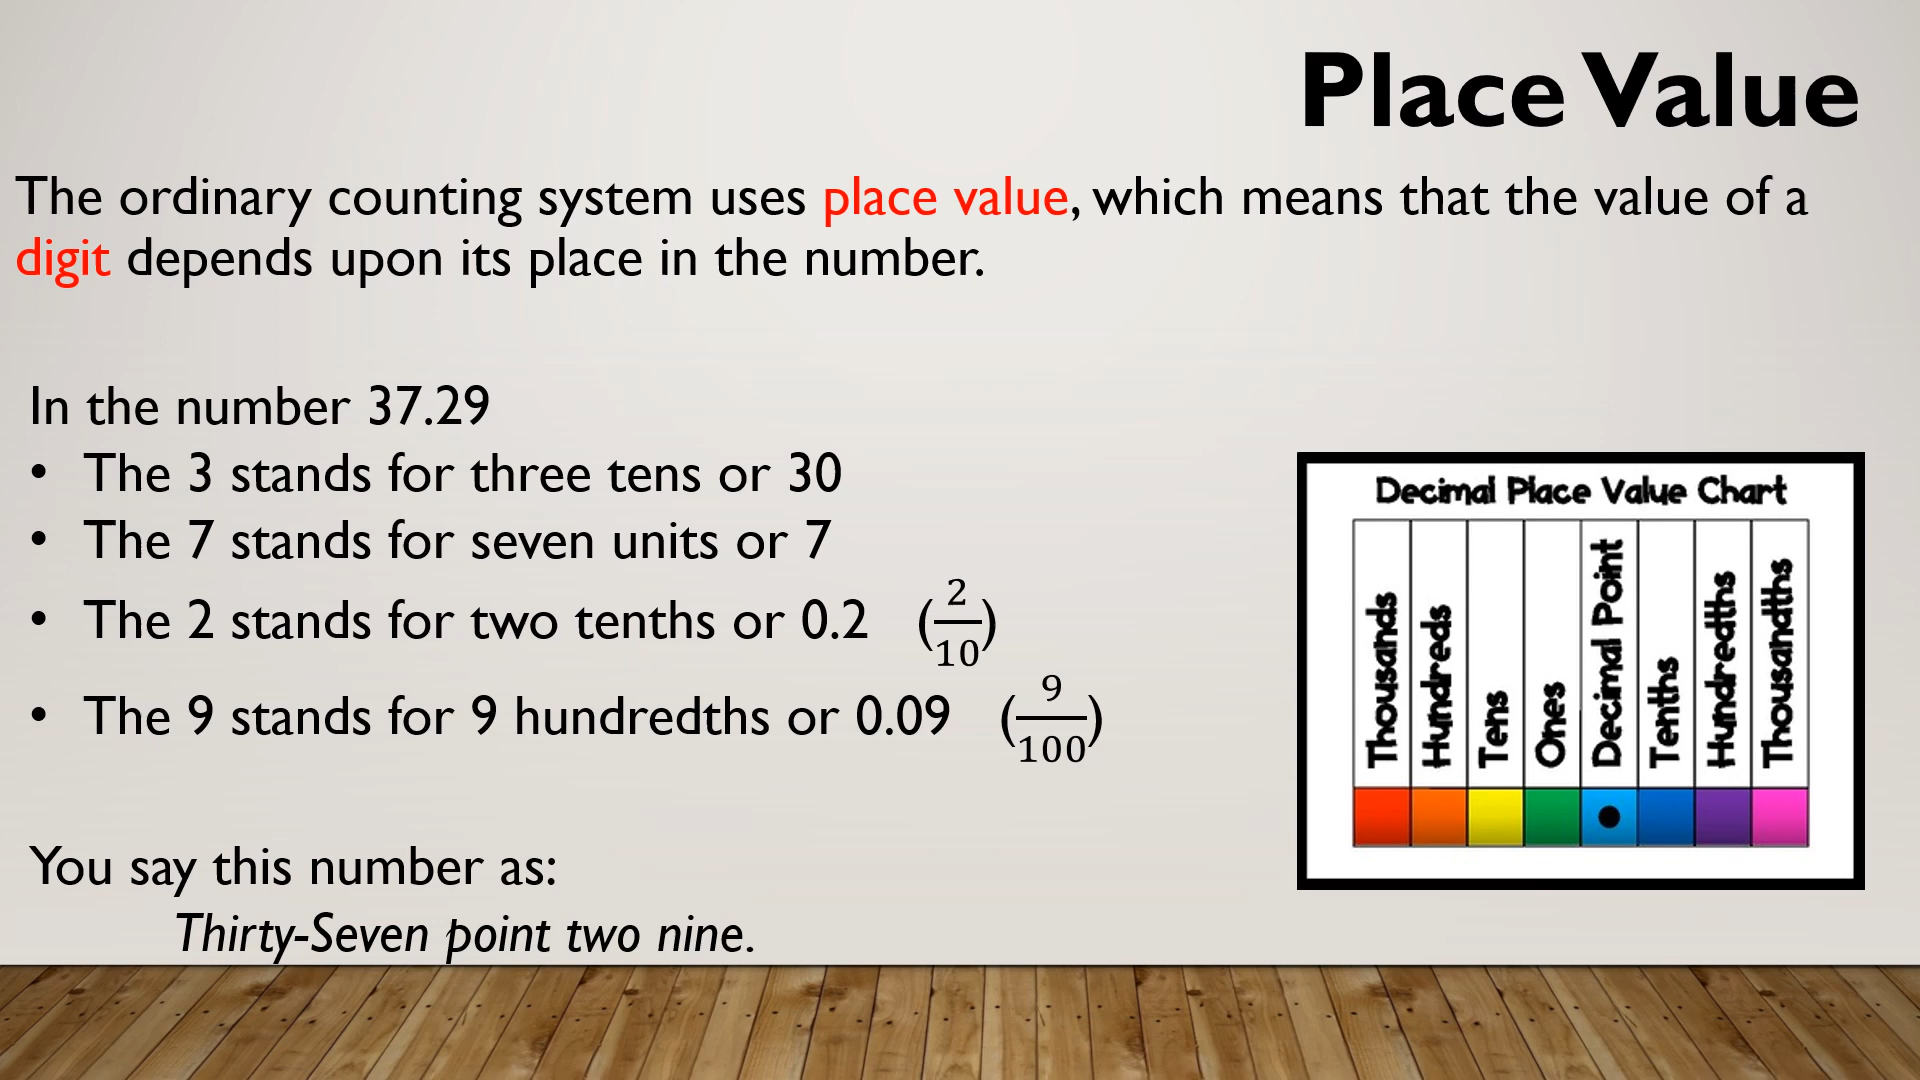 Place Value
The ordinary counting system uses place value, which means that the value of a
digit depends upon its place in the number.
In the number 37.29
• The 3 stands for three tens or 30
• The 7 stands for seven units or 7
• The 2 stands for two tenths or 0.2 (2/10)
• The 9 stands for 9 hundredths or 0.09 (9/100)
You say this number as:
Thirty-Seven point two nine.
Decimal Place Value Chart
Thousands
Hundreds
Tens
Ones
Decimal Point
Tenths
Hundredths
Thousandths